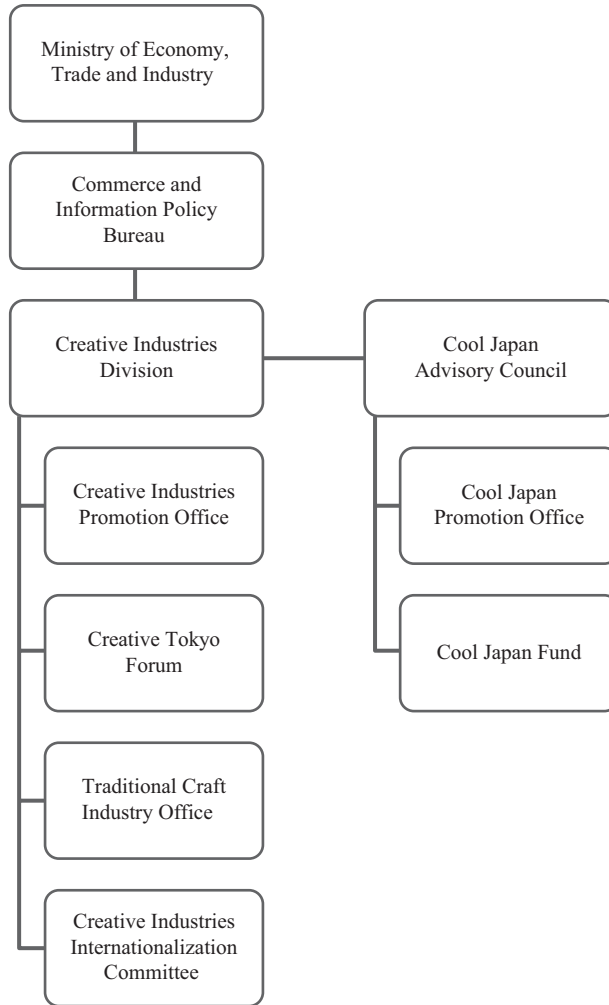 Ministry of Economy,
Trade and Industry
Commerce and
Information Policy
Bureau
Creative Industries
Division
Cool Japan
Advisory Council
Creative Industries
Promotion Office
Cool Japan
Promotion Office
Creative Tokyo
Forum
Cool Japan Fund
Traditional Craft
Industry Office
Creative Industries
Internationalization
Committee